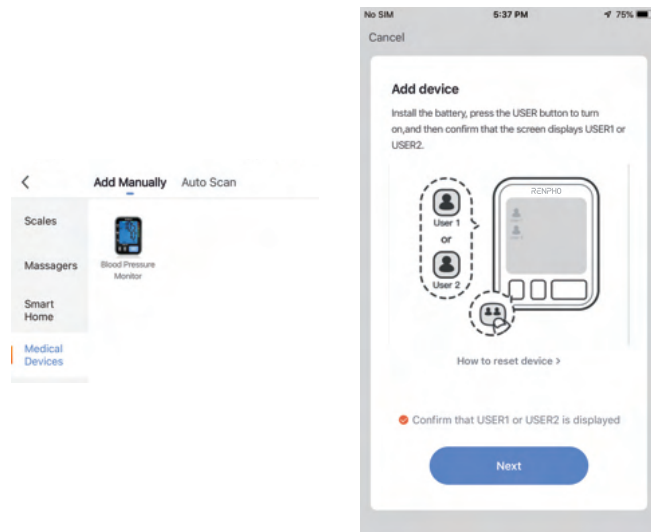 Add Manually Auto Scan
Scales
Massagers
Smart
Home
Medical
Devices
Blood Pressure
Monitor
No SIM 5:37 PM 75%
Cancel
Add device
Install the battery, press the USER button to turn
on,and then confirm that the screen displays USER1 or
USER2.
User 1
or
User 2
RENPHO
How to reset device >
Confirm that USER1 or USER2 is displayed
Next